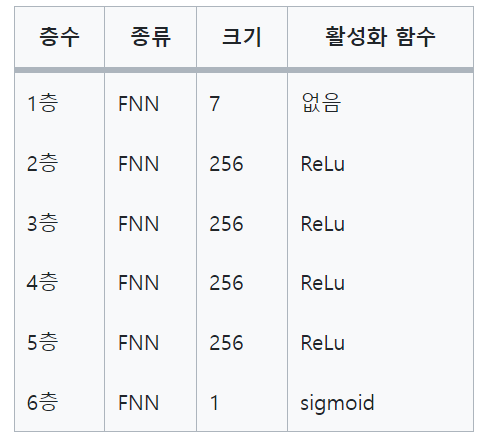 층수 종류 크기 활성화 함수
1층 FNN 7 없음
2층 FNN 256 ReLu
3층 FNN 256 ReLu
4층 FNN 256 ReLu
5층 FNN 256 ReLu
6층 FNN 1 sigmoid